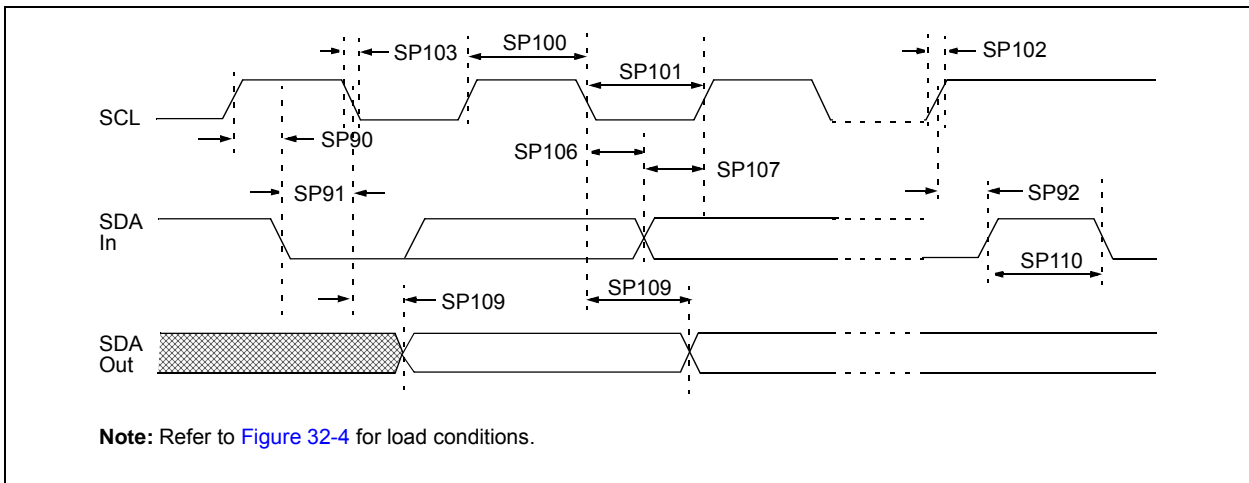 SP103
SP100
SP101
SP102
SCL
SP90
SP106
SP107
SP91
SP92
SDA
In
SP110
SP109
SP109
SDA
Out
Note: Refer to Figure 32-4 for load conditions.